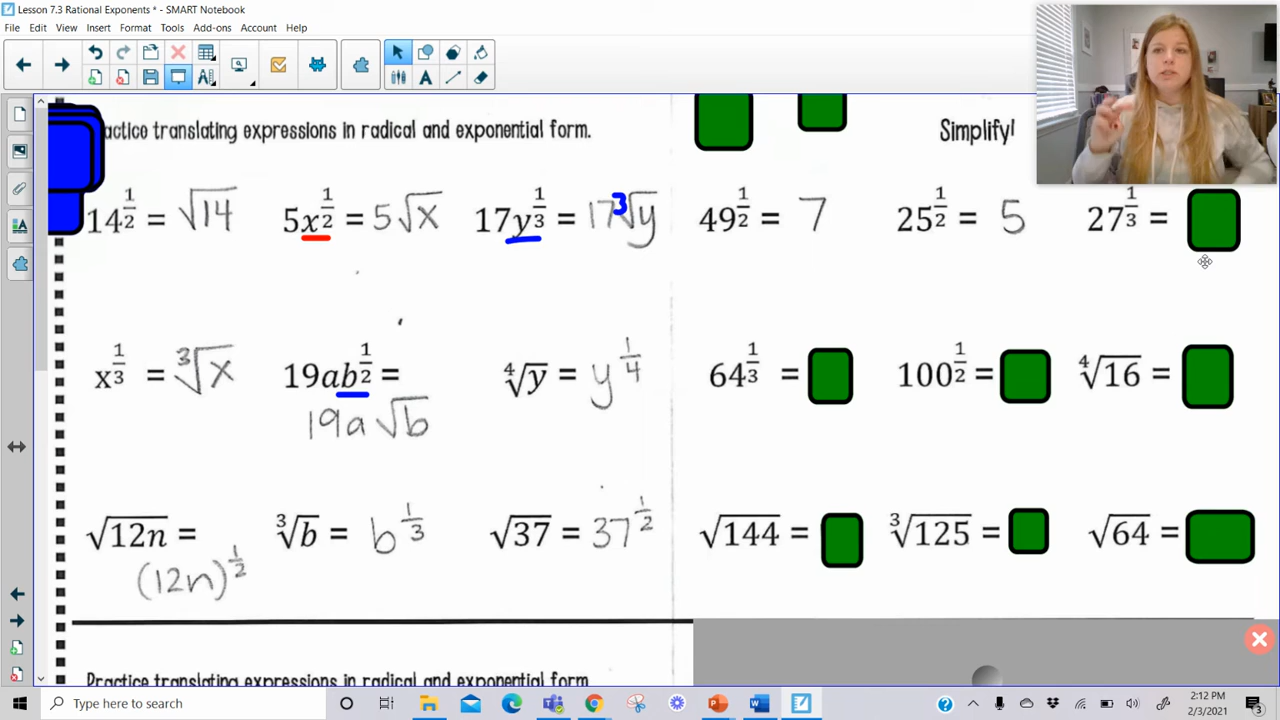 Lesson 7.3 Rational Exponents * - SMART Notebook
File Edit View Insert Format Tools Add-ons Account Help
actice translating expressions in radical and exponential form.
Simplify!
14^{1/2} = √14
5x^{1/2} = 5√x
17y^{1/3} = 17∛y
49^{1/2} = 7
25^{1/2} = 5
27^{1/3} =
x^{1/3} = ∛x
19ab^{1/2} =
19a√b
∜y = y^{1/4}
64^{1/3} =
100^{1/2} =
∜16 =
√12n =
(12n)^{1/2}
∛b = b^{1/3}
√37 = 37^{1/2}
√144 =
∛125 =
√64 =
Practice translating expressions in radical and exponential form
Type here to search
2:12 PM
2/3/2021
3